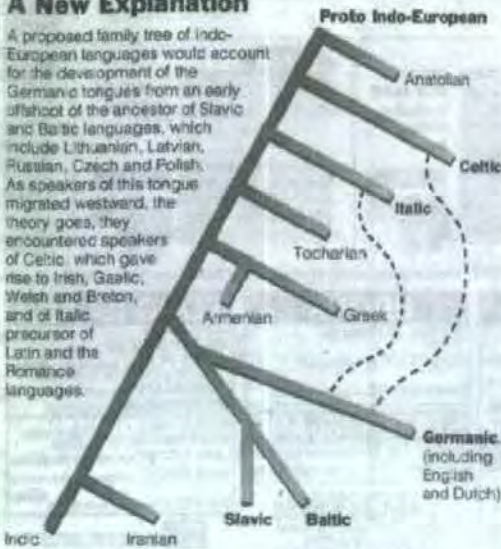 A New Explanation
A proposed family tree of Indo-
European languages would account
for the development of the
Germanic tongues from an early
offshoot of the ancestor of Slavic
and Baltic languages, which
include Lithuanian, Latvian,
Russian, Czech and Polish.
As speakers of this tongue
migrated westward, the
theory goes, they
encountered speakers
of Celtic, which gave
rise to Irish, Gaelic,
Welsh and Breton,
and of Italic
precursor of
Latin and the
Romance
languages.
Proto Indo-European
Anatolian
Celtic
Italic
Tocharian
Armenian
Greek
Germanic
(including
English
and Dutch)
Slavic
Baltic
Indic
Iranian